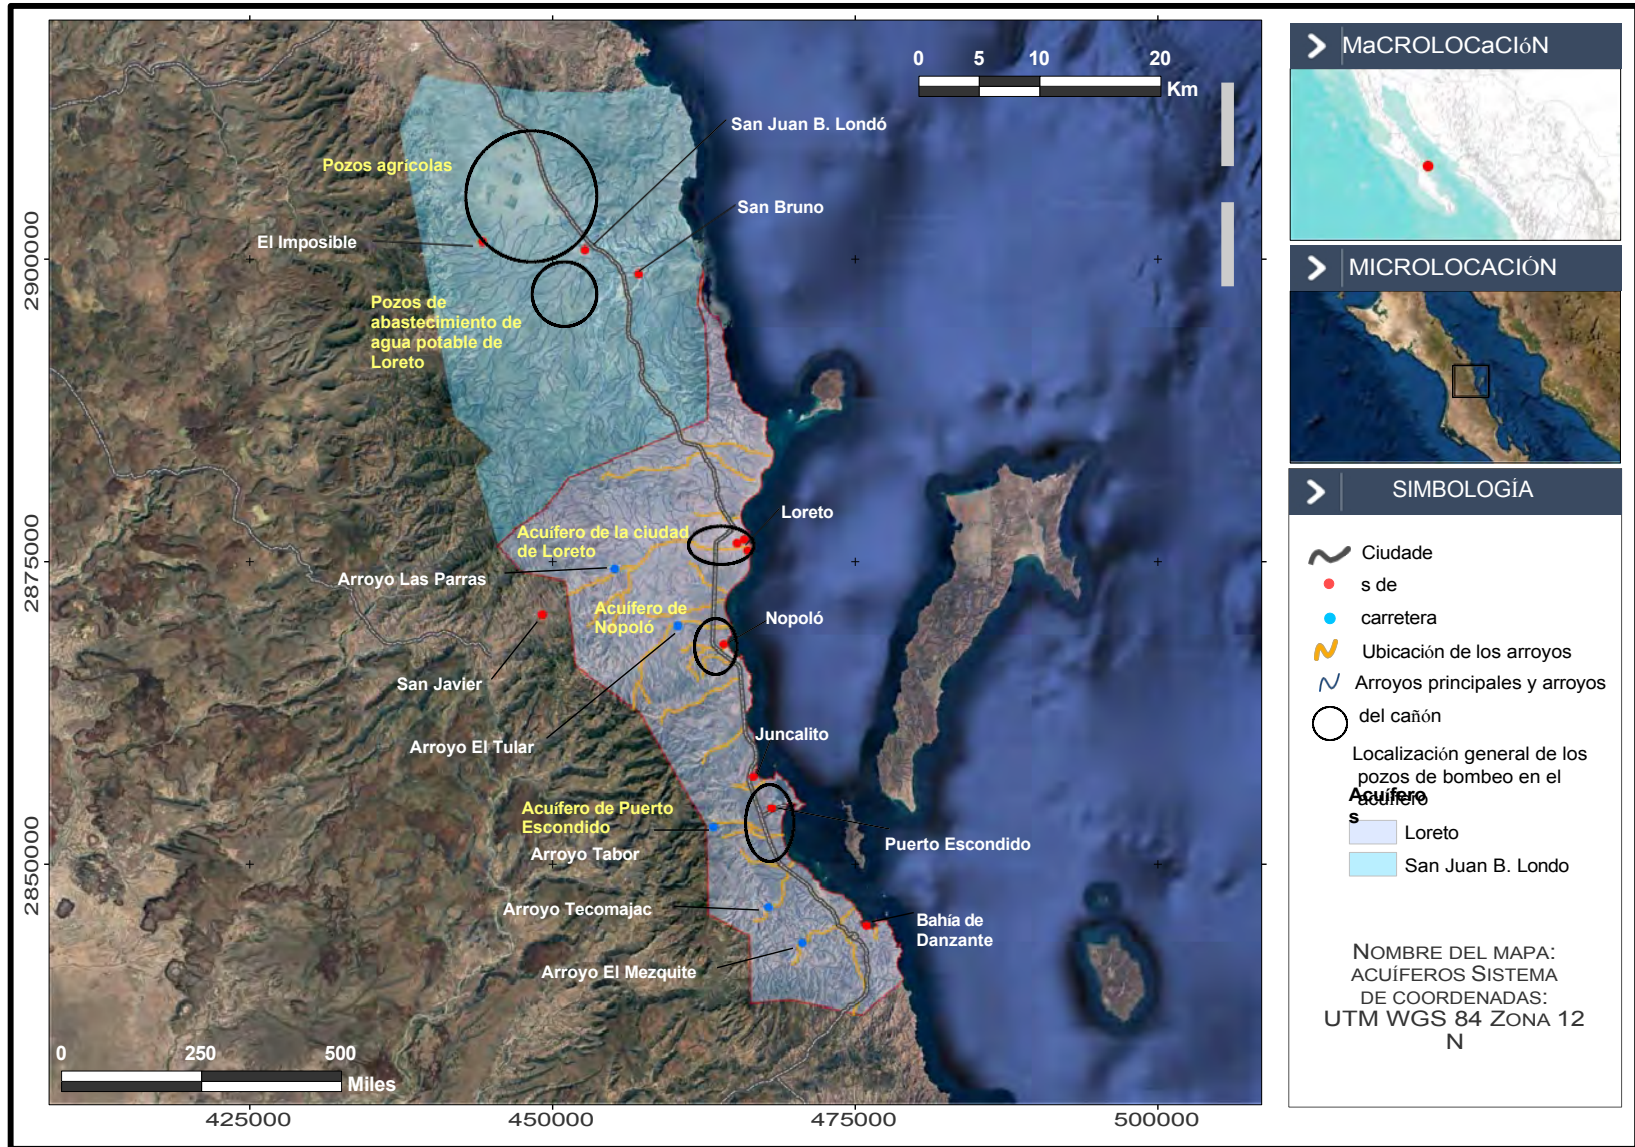 0 5 10 20
Km
San Juan B. Londó
Pozos agrícolas
San Bruno
El Imposible
Pozos de
abastecimiento de
agua potable de
Loreto
Loreto
Acuífero de la ciudad
de Loreto
Arroyo Las Parras
Acuífero de
Nopoló
Nopoló
San Javier
Arroyo El Tular
Juncalito
Acuífero de Puerto
Escondido
Arroyo Tabor
Puerto Escondido
Arroyo Tecomajac
Bahía de
Danzante
Arroyo El Mezquite
0 250 500
Miles
2900000
2875000
2850000
425000 450000 475000 500000
MaCROLOCaCIóN
MICROLOCACIÓN
SIMBOLOGÍA
Ciudade
s de
carretera
Ubicación de los arroyos
Arroyos principales y arroyos
del cañón
Localización general de los
pozos de bombeo en el
acuífero
Acuífero
s
Loreto
San Juan B. Londo
NOMBRE DEL MAPA:
ACUÍFEROS SISTEMA
DE COORDENADAS:
UTM WGS 84 ZONA 12
N